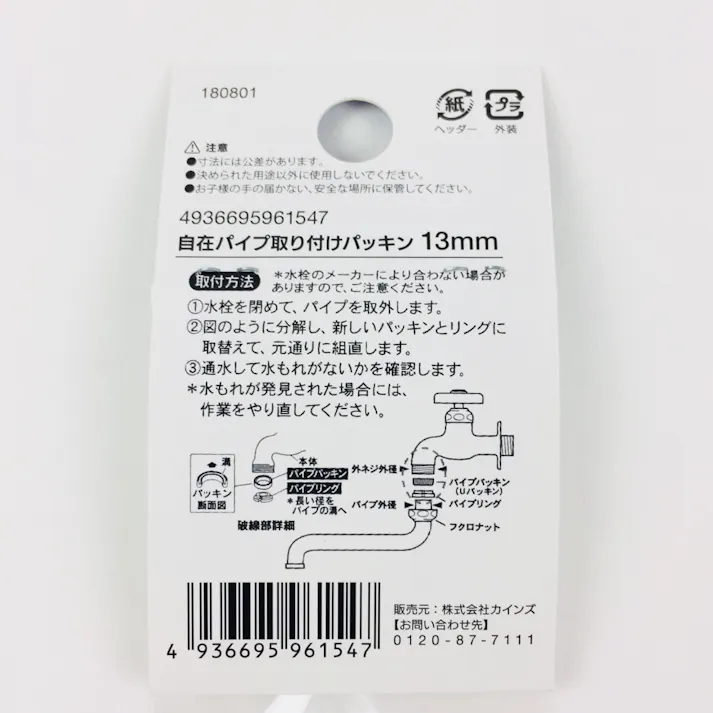 180801
紙
プラ
ヘッダー
外装
注意
●寸法には公差があります。
●決められた用途以外に使用しないでください。
●お子様の手の届かない、安全な場所に保管してください。
4936695961547
自在パイプ取り付けパッキン 13mm
取付方法
＊水栓のメーカーにより合わない場合が
ありますので、ご注意ください。
①水栓を閉めて、パイプを取外します。
②図のように分解し、新しいパッキンとリングに
取替えて、元通りに組直します。
③通水して水もれがないかを確認します。
＊水もれが発見された場合には、
作業をやり直してください。
溝
パッキン
断面図
本体
パイプパッキン
パイプリング
＊長い径を
パイプの溝へ
破線部詳細
外ネジ外径
パイプ外径
パイプパッキン
(Uパッキン)
パイプリング
フクロナット
4 936695 961547
販売元：株式会社カインズ
【お問い合わせ先】
0120-87-7111